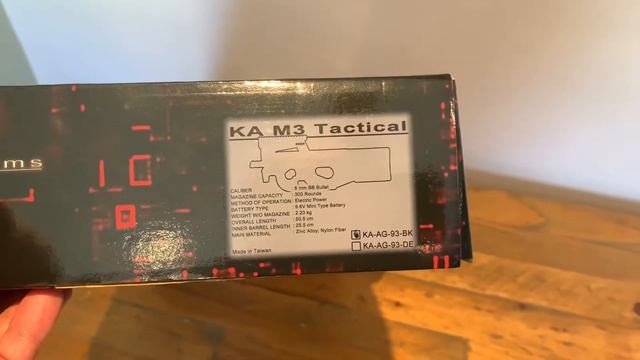 ms
KA M3 Tactical
CALIBER : 6 mm BB Bullet
MAGAZINE CAPACITY : 300 Rounds
METHOD OF OPERATION : Electric Power
BATTERY TYPE : 9.6V Mini Type Battery
WEIGHT W/O MAGAZINE : 2.23 kg
OVERALL LENGTH : 50.5 cm
INNER BARREL LENGTH : 25.5 cm
MAIN MATERIAL : Zinc Alloy; Nylon Fiber
KA-AG-93-BK
KA-AG-93-DE
Made in Taiwan